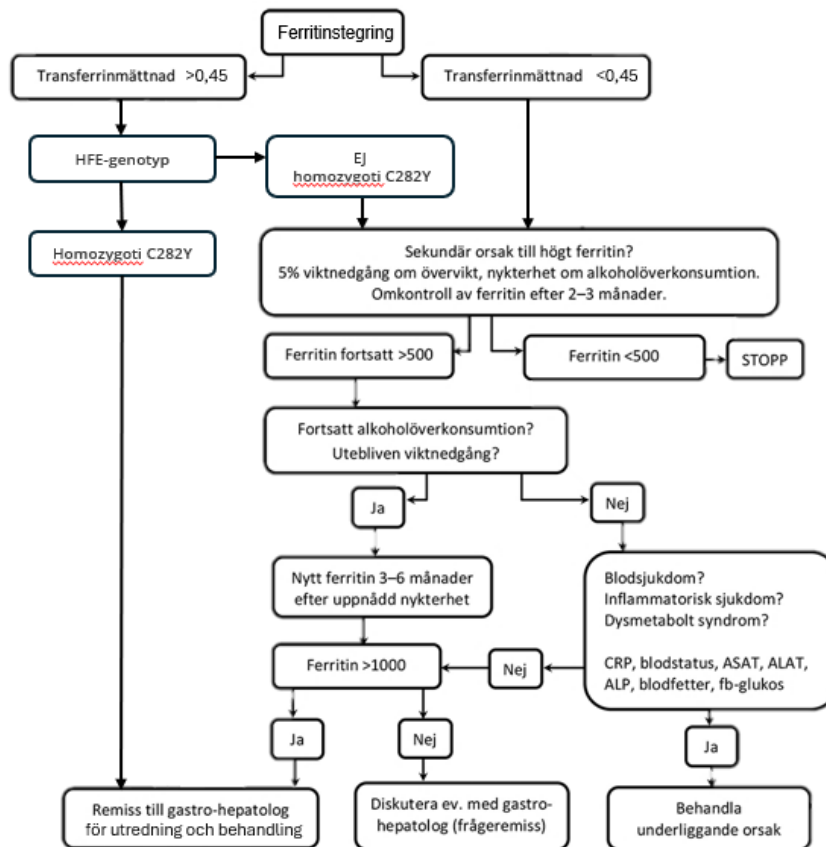 Ferritinstegring
Transferrinmättnad >0,45
Transferrinmättnad <0,45
HFE-genotyp
EJ
homozygoti C282Y
Homozygoti C282Y
Sekundär orsak till högt ferritin?
5% viktnedgång om övervikt, nykterhet om alkoholöverkonsumtion.
Omkontroll av ferritin efter 2–3 månader.
Ferritin fortsatt >500
Ferritin <500
STOPP
Fortsatt alkoholöverkonsumtion?
Utebliven viktnedgång?
Ja
Nej
Nytt ferritin 3–6 månader
efter uppnådd nykterhet
Blodsjukdom?
Inflammatorisk sjukdom?
Dysmetabolt syndrom?
CRP, blodstatus, ASAT, ALAT,
ALP, blodfetter, fb-glukos
Ferritin >1000
Nej
Ja
Nej
Ja
Remiss till gastro-hepatolog
för utredning och behandling
Diskutera ev. med gastro-
hepatolog (frågeremiss)
Behandla
underliggande orsak